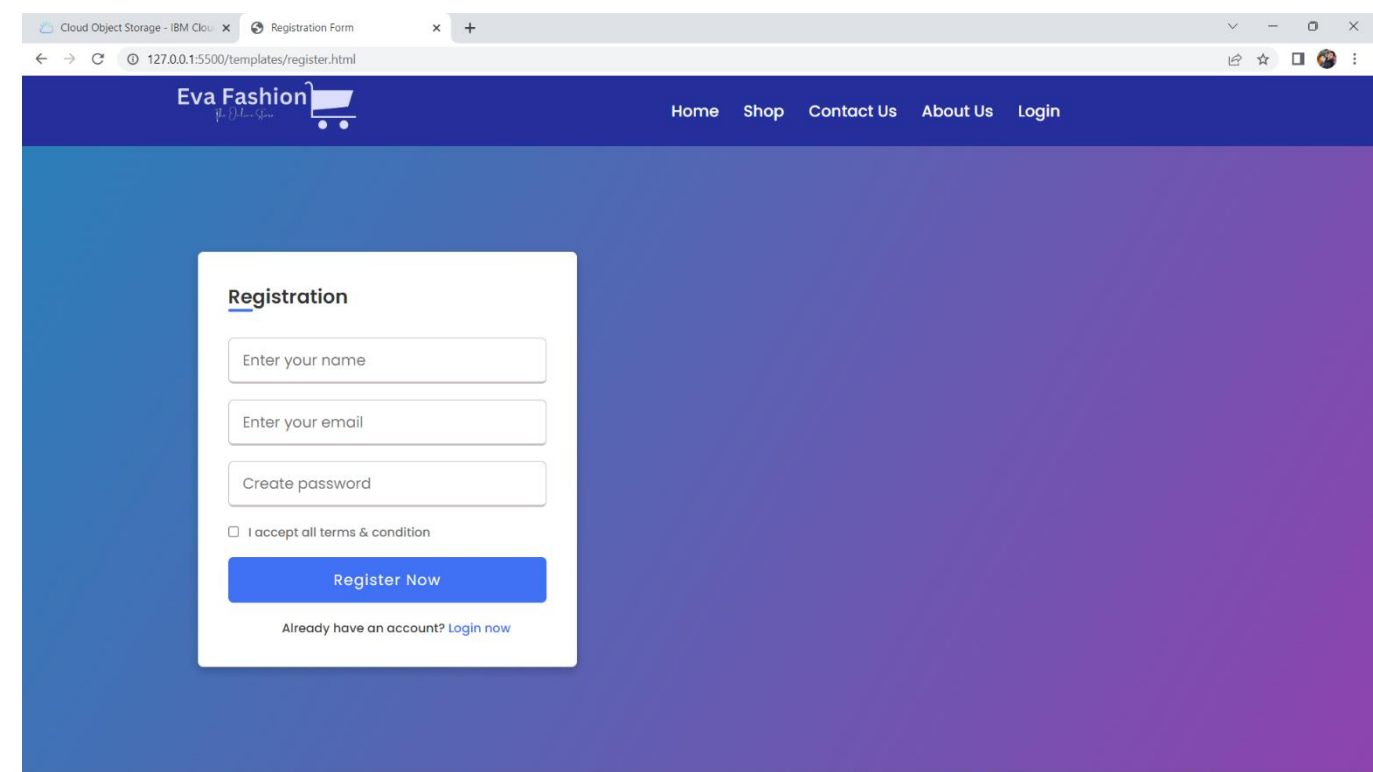 Cloud Object Storage - IBM Clou
Registration Form
127.0.0.1:5500/templates/register.html
Eva Fashion
Home Shop Contact Us About Us Login
Registration
Enter your name
Enter your email
Create password
I accept all terms & condition
Register Now
Already have an account? Login now